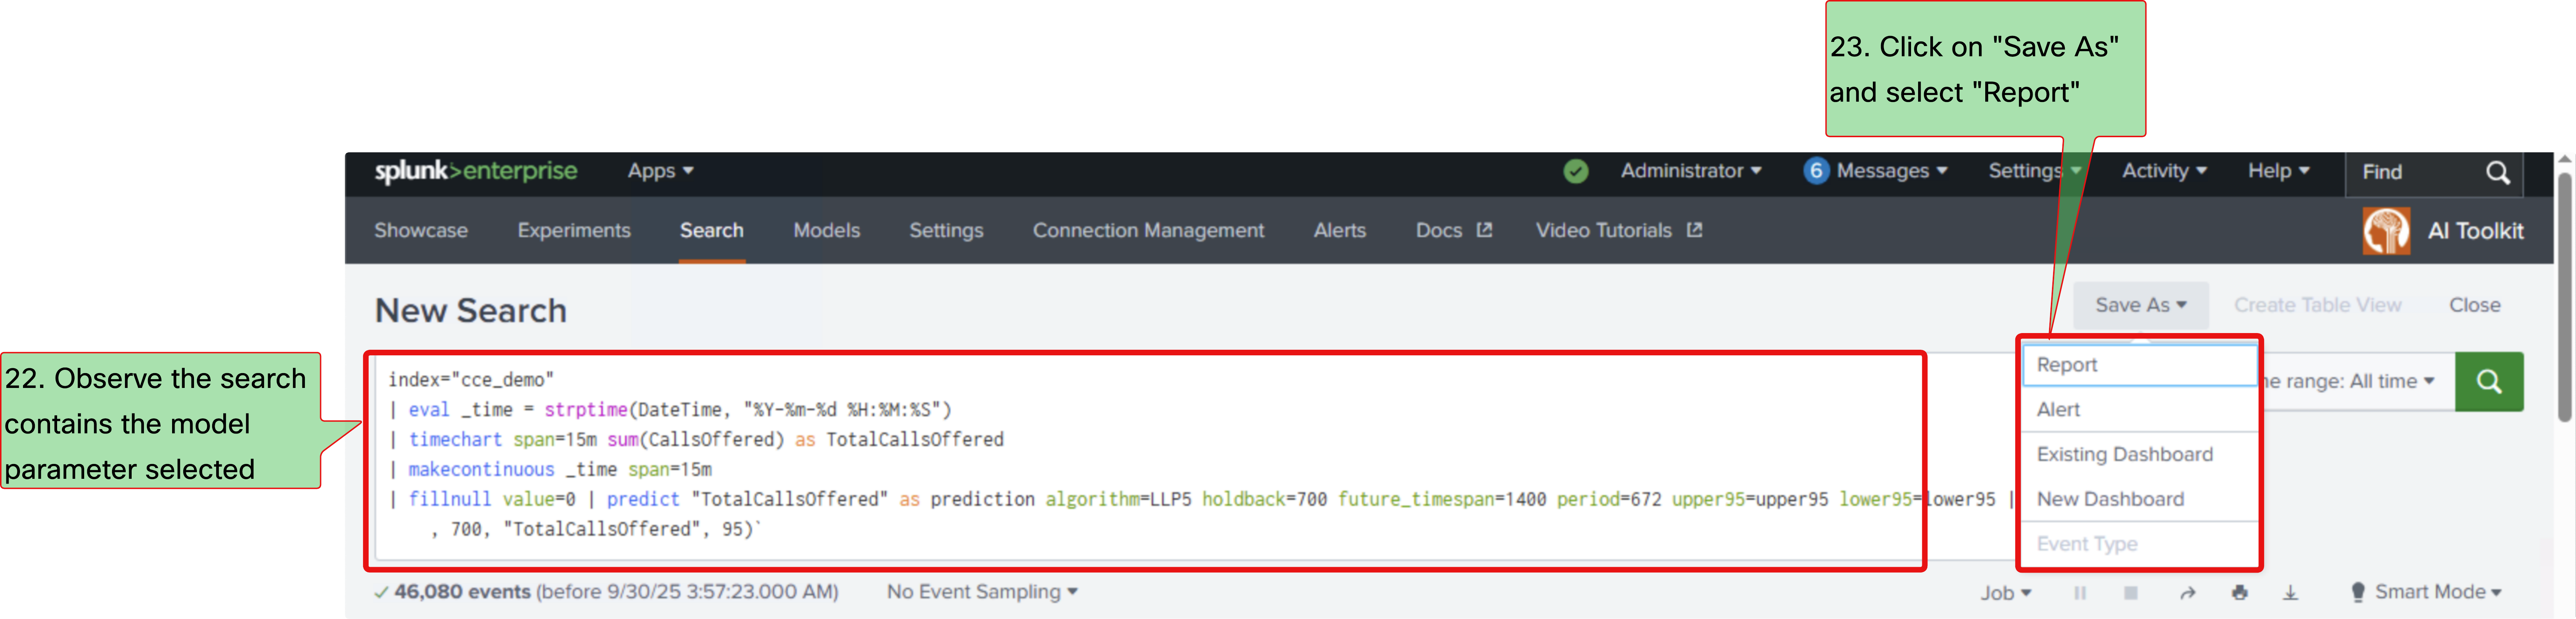 23. Click on "Save As"
and select "Report"
splunk>enterprise Apps Administrator 6 Messages Settings Activity Help Find
Showcase Experiments Search Models Settings Connection Management Alerts Docs Video Tutorials AI Toolkit
New Search Save As Create Table View Close
22. Observe the search
contains the model
parameter selected
index="cce_demo"
| eval _time = strptime(DateTime, "%Y-%m-%d %H:%M:%S")
| timechart span=15m sum(CallsOffered) as TotalCallsOffered
| makecontinuous _time span=15m
| fillnull value=0 | predict "TotalCallsOffered" as prediction algorithm=LLP5 holdback=700 future_timespan=1400 period=672 upper95=upper95 lower95=lower95 |
, 700, "TotalCallsOffered", 95)`
Report
Alert
Existing Dashboard
New Dashboard
Event Type
range: All time
46,080 events (before 9/30/25 3:57:23.000 AM) No Event Sampling Job Smart Mode